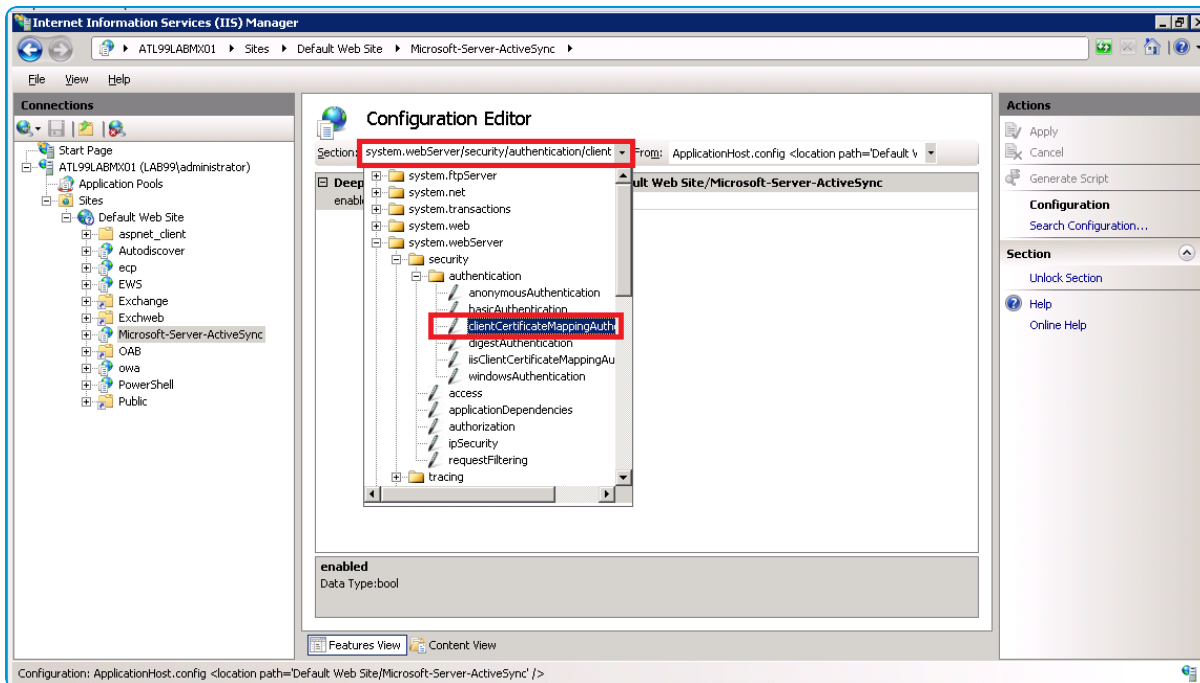 Internet Information Services (IIS) Manager
ATL99LABMX01 Sites Default Web Site Microsoft-Server-ActiveSync
File View Help
Connections
Start Page
ATL99LABMX01 (LAB99\administrator)
Application Pools
Sites
Default Web Site
aspnet_client
Autodiscover
ecp
EWS
Exchange
Exchweb
Microsoft-Server-ActiveSync
OAB
owa
PowerShell
Public
Configuration Editor
Section: system.webServer/security/authentication/client From: ApplicationHost.config <location path='Default
Deep ult Web Site/Microsoft-Server-ActiveSync
enabl
system.ftpServer
system.net
system.transactions
system.web
system.webServer
security
authentication
anonymousAuthentication
basicAuthentication
clientCertificateMappingAuthe
digestAuthentication
iisClientCertificateMappingAu
windowsAuthentication
access
applicationDependencies
authorization
ipSecurity
requestFiltering
tracing
enabled
Data Type:bool
Features View Content View
Actions
Apply
Cancel
Generate Script
Configuration
Search Configuration...
Section
Unlock Section
Help
Online Help
Configuration: ApplicationHost.config <location path='Default Web Site/Microsoft-Server-ActiveSync' />